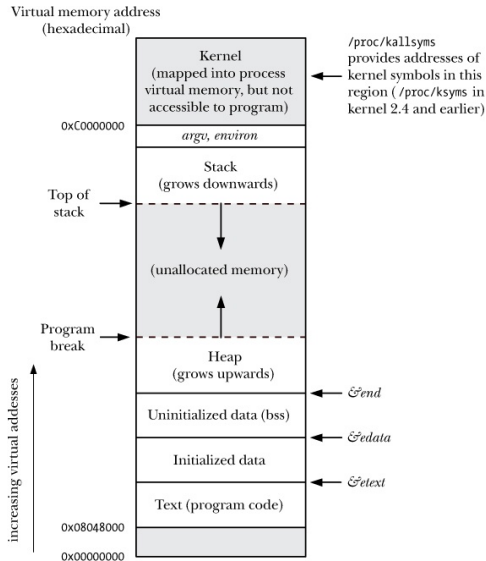 Virtual memory address
(hexadecimal)
/proc/kallsyms
provides addresses of
kernel symbols in this
region (/proc/ksyms in
kernel 2.4 and earlier)
Kernel
(mapped into process
virtual memory, but not
accessible to program)
0xC0000000
argv, environ
Stack
(grows downwards)
Top of
stack
(unallocated memory)
Program
break
Heap
(grows upwards)
&end
Uninitialized data (bss)
&edata
Initialized data
&etext
Text (program code)
0x08048000
0x00000000
increasing virtual addesses